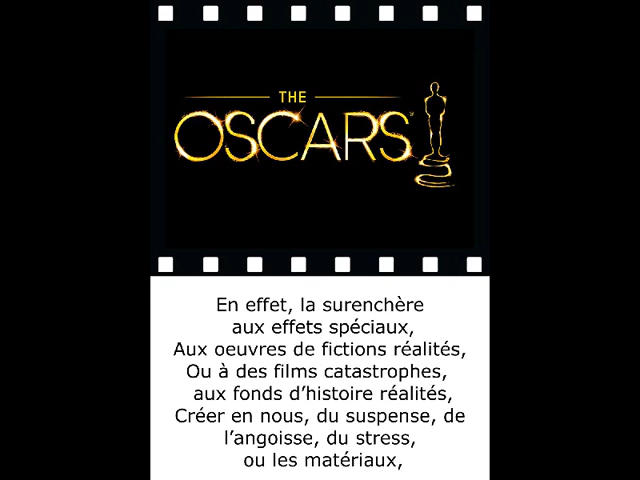 THE
OSCARS
En effet, la surenchère
aux effets spéciaux,
Aux oeuvres de fictions réalités,
Ou à des films catastrophes,
aux fonds d’histoire réalités,
Créer en nous, du suspense, de
l’angoisse, du stress,
ou les matériaux,